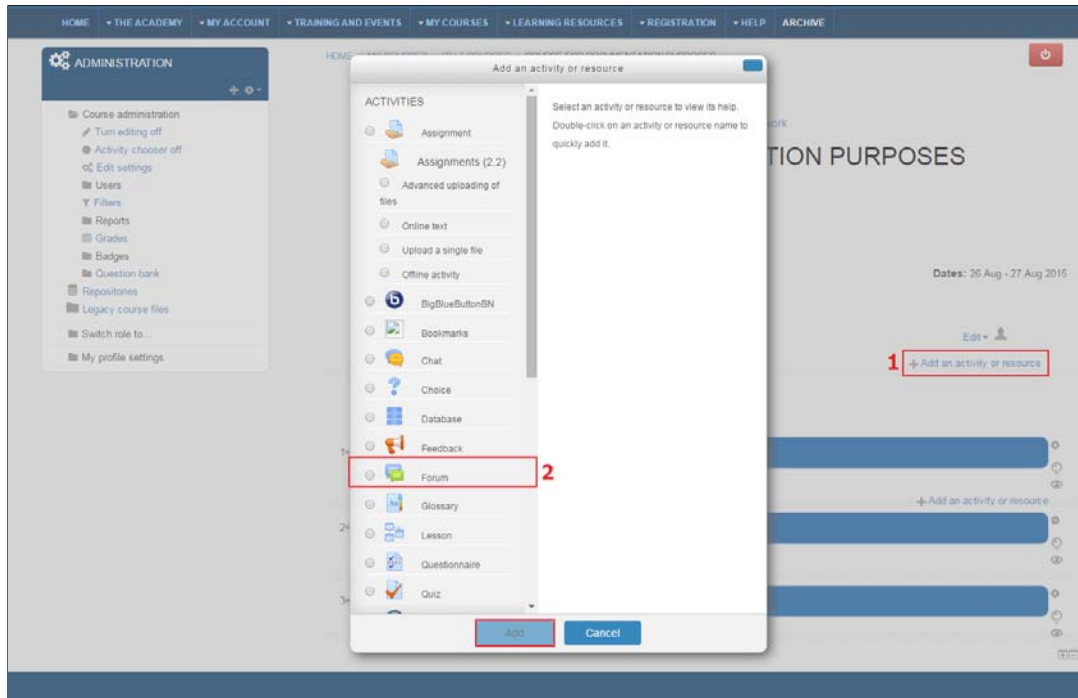 HOME THE ACADEMY MY ACCOUNT TRAINING AND EVENTS MY COURSES LEARNING RESOURCES REGISTRATION HELP ARCHIVE
ADMINISTRATION
Course administration
Turn editing off
Activity chooser off
Edit settings
Users
Filters
Reports
Grades
Badges
Question bank
Repositories
Legacy course files
Switch role to...
My profile settings
HOME
Add an activity or resource
ACTIVITIES
Assignment
Assignments (2.2)
Advanced uploading of
files
Online text
Upload a single file
Offline activity
BigBlueButtonBN
Bookmarks
Chat
Choice
Database
Feedback
Forum
2
Glossary
Lesson
Questionnaire
Quiz
Select an activity or resource to view its help.
Double-click on an activity or resource name to
quickly add it.
Add Cancel
TION PURPOSES
Dates: 26 Aug - 27 Aug 2015
Edit
1 Add an activity or resource
1
Add an activity or resource
2
3